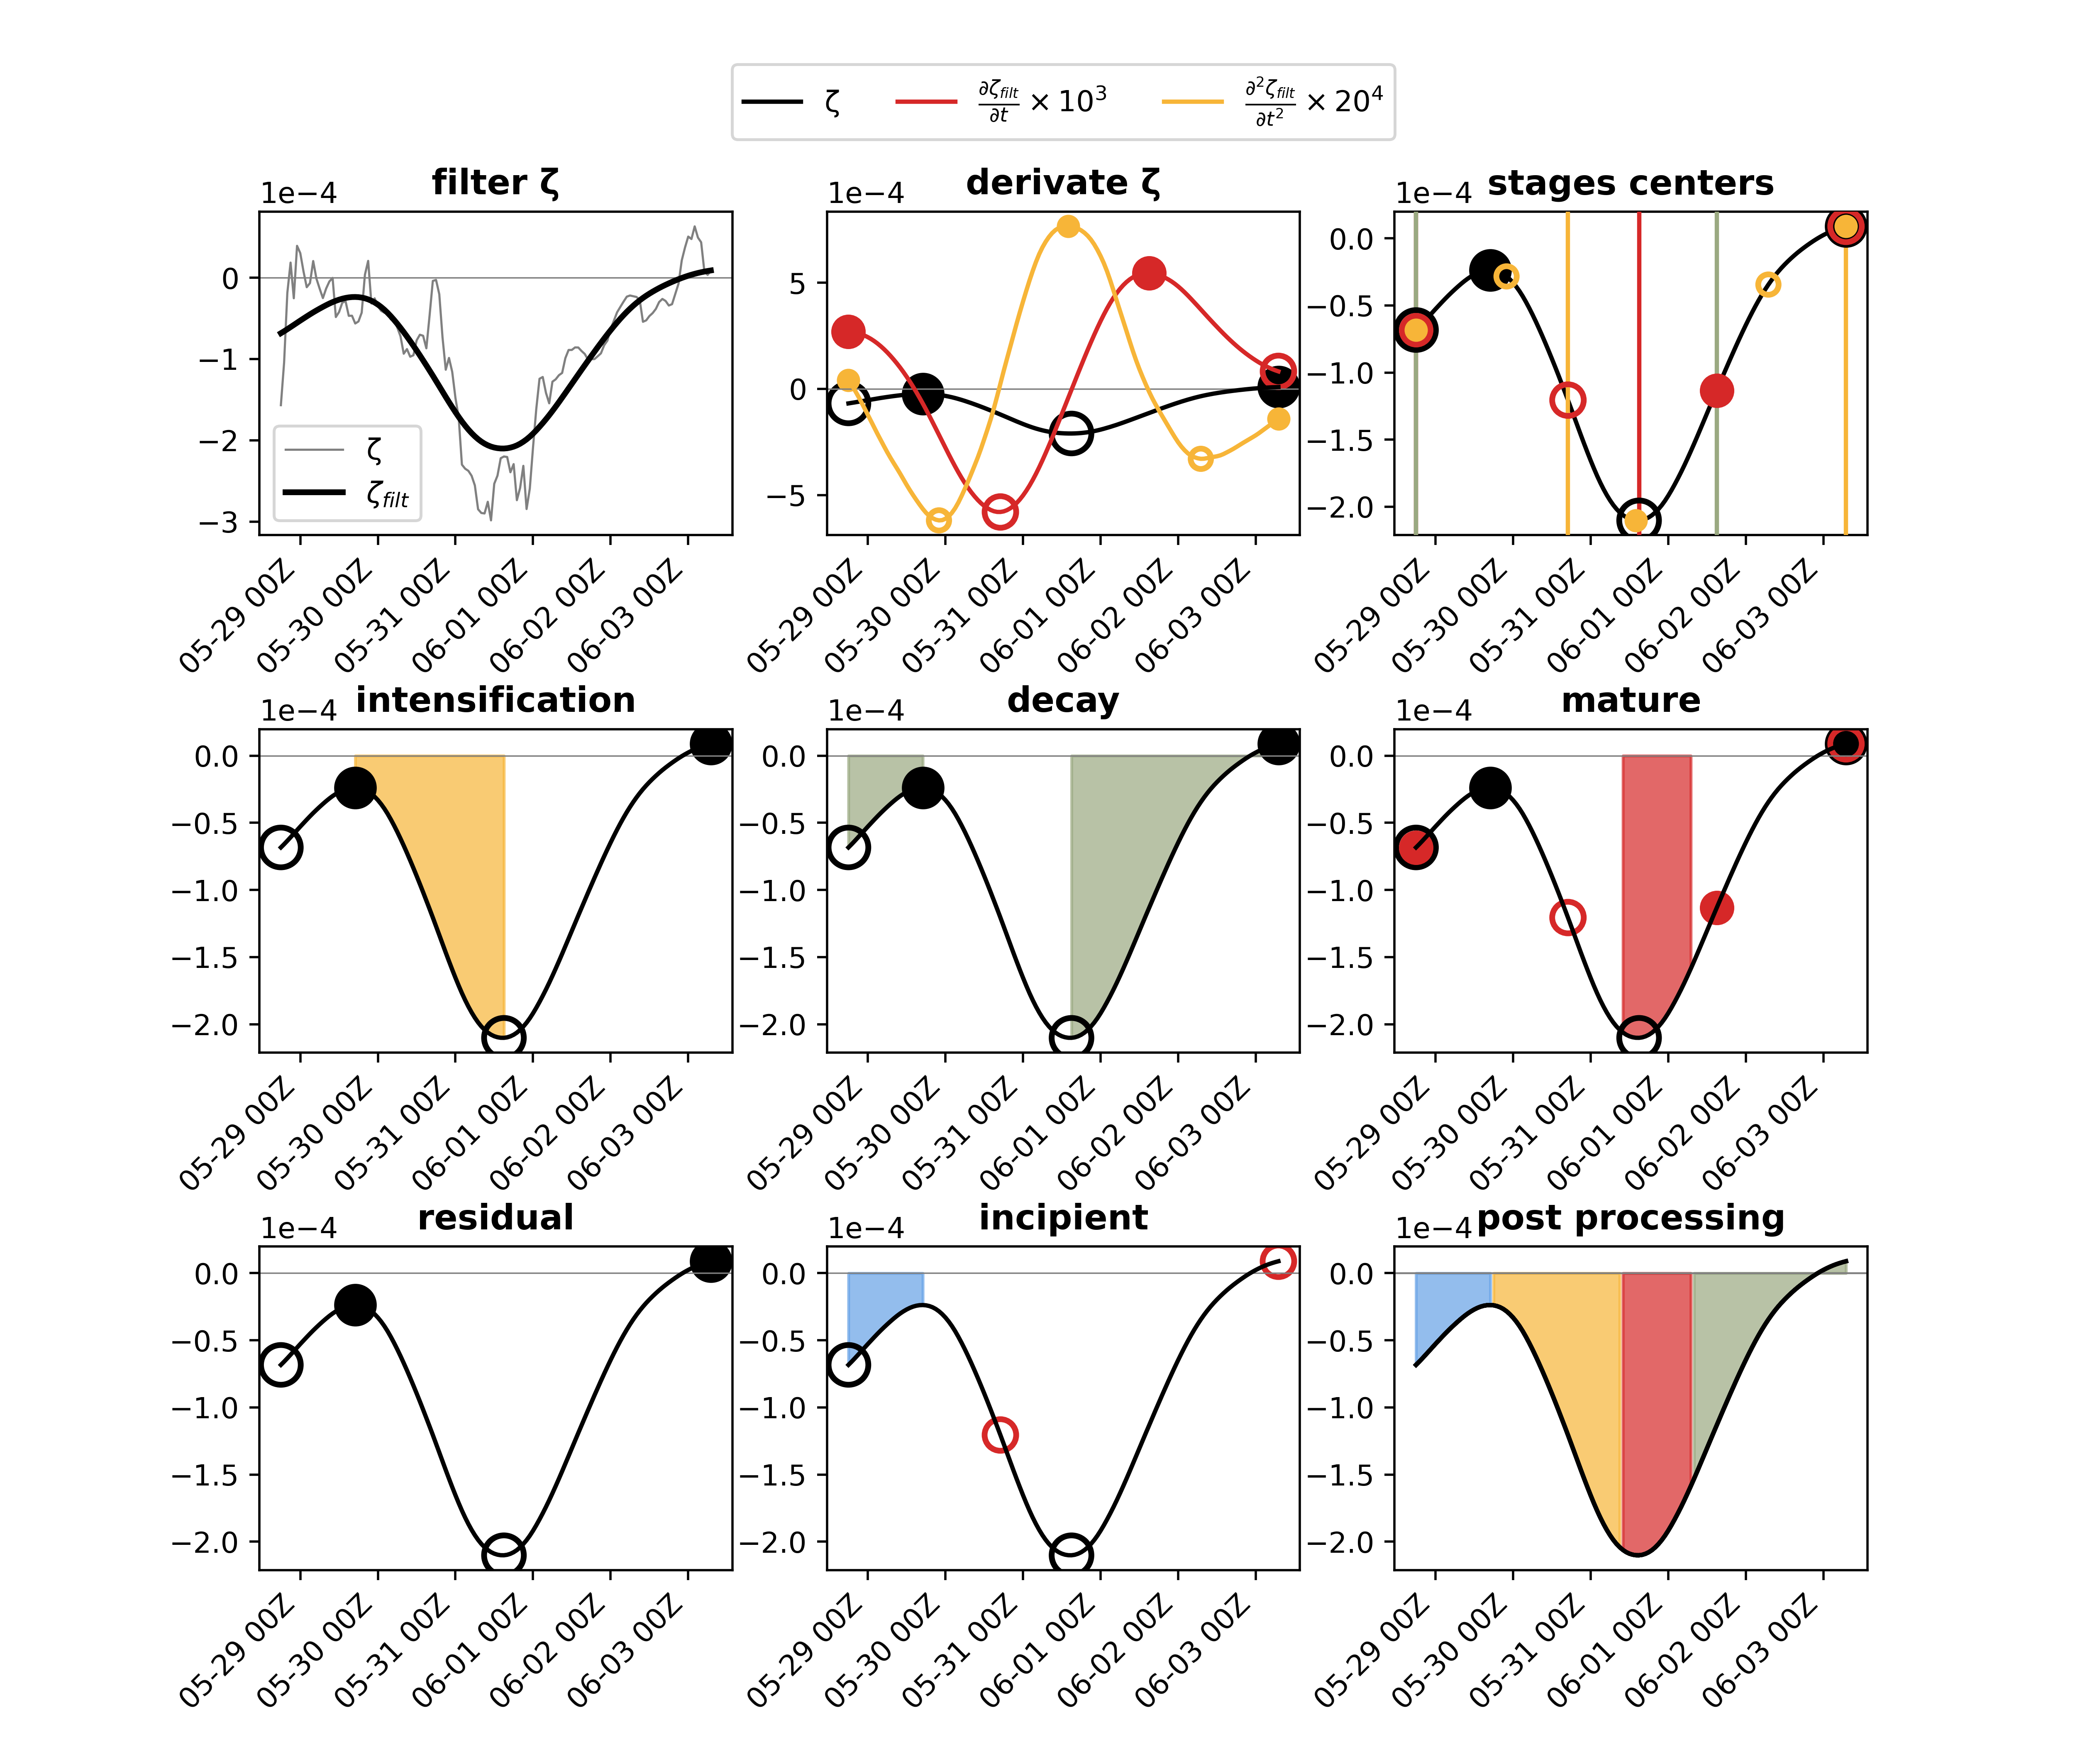 ζ ∂ζfilt/∂t × 10³ ∂²ζfilt/∂t² × 20⁴
filter ζ derivate ζ stages centers
1e−4 1e−4 1e−4
0 5 0.0
−1 0 −0.5
−2 −5 −1.0
−3 −1.5
−2.0
ζ
ζfilt
05-29 00Z 05-30 00Z 05-31 00Z 06-01 00Z 06-02 00Z 06-03 00Z
05-29 00Z 05-30 00Z 05-31 00Z 06-01 00Z 06-02 00Z 06-03 00Z
05-29 00Z 05-30 00Z 05-31 00Z 06-01 00Z 06-02 00Z 06-03 00Z
intensification decay mature
1e−4 1e−4 1e−4
0.0 0.0 0.0
−0.5 −0.5 −0.5
−1.0 −1.0 −1.0
−1.5 −1.5 −1.5
−2.0 −2.0 −2.0
05-29 00Z 05-30 00Z 05-31 00Z 06-01 00Z 06-02 00Z 06-03 00Z
05-29 00Z 05-30 00Z 05-31 00Z 06-01 00Z 06-02 00Z 06-03 00Z
05-29 00Z 05-30 00Z 05-31 00Z 06-01 00Z 06-02 00Z 06-03 00Z
residual incipient post processing
1e−4 1e−4 1e−4
0.0 0.0 0.0
−0.5 −0.5 −0.5
−1.0 −1.0 −1.0
−1.5 −1.5 −1.5
−2.0 −2.0 −2.0
05-29 00Z 05-30 00Z 05-31 00Z 06-01 00Z 06-02 00Z 06-03 00Z
05-29 00Z 05-30 00Z 05-31 00Z 06-01 00Z 06-02 00Z 06-03 00Z
05-29 00Z 05-30 00Z 05-31 00Z 06-01 00Z 06-02 00Z 06-03 00Z